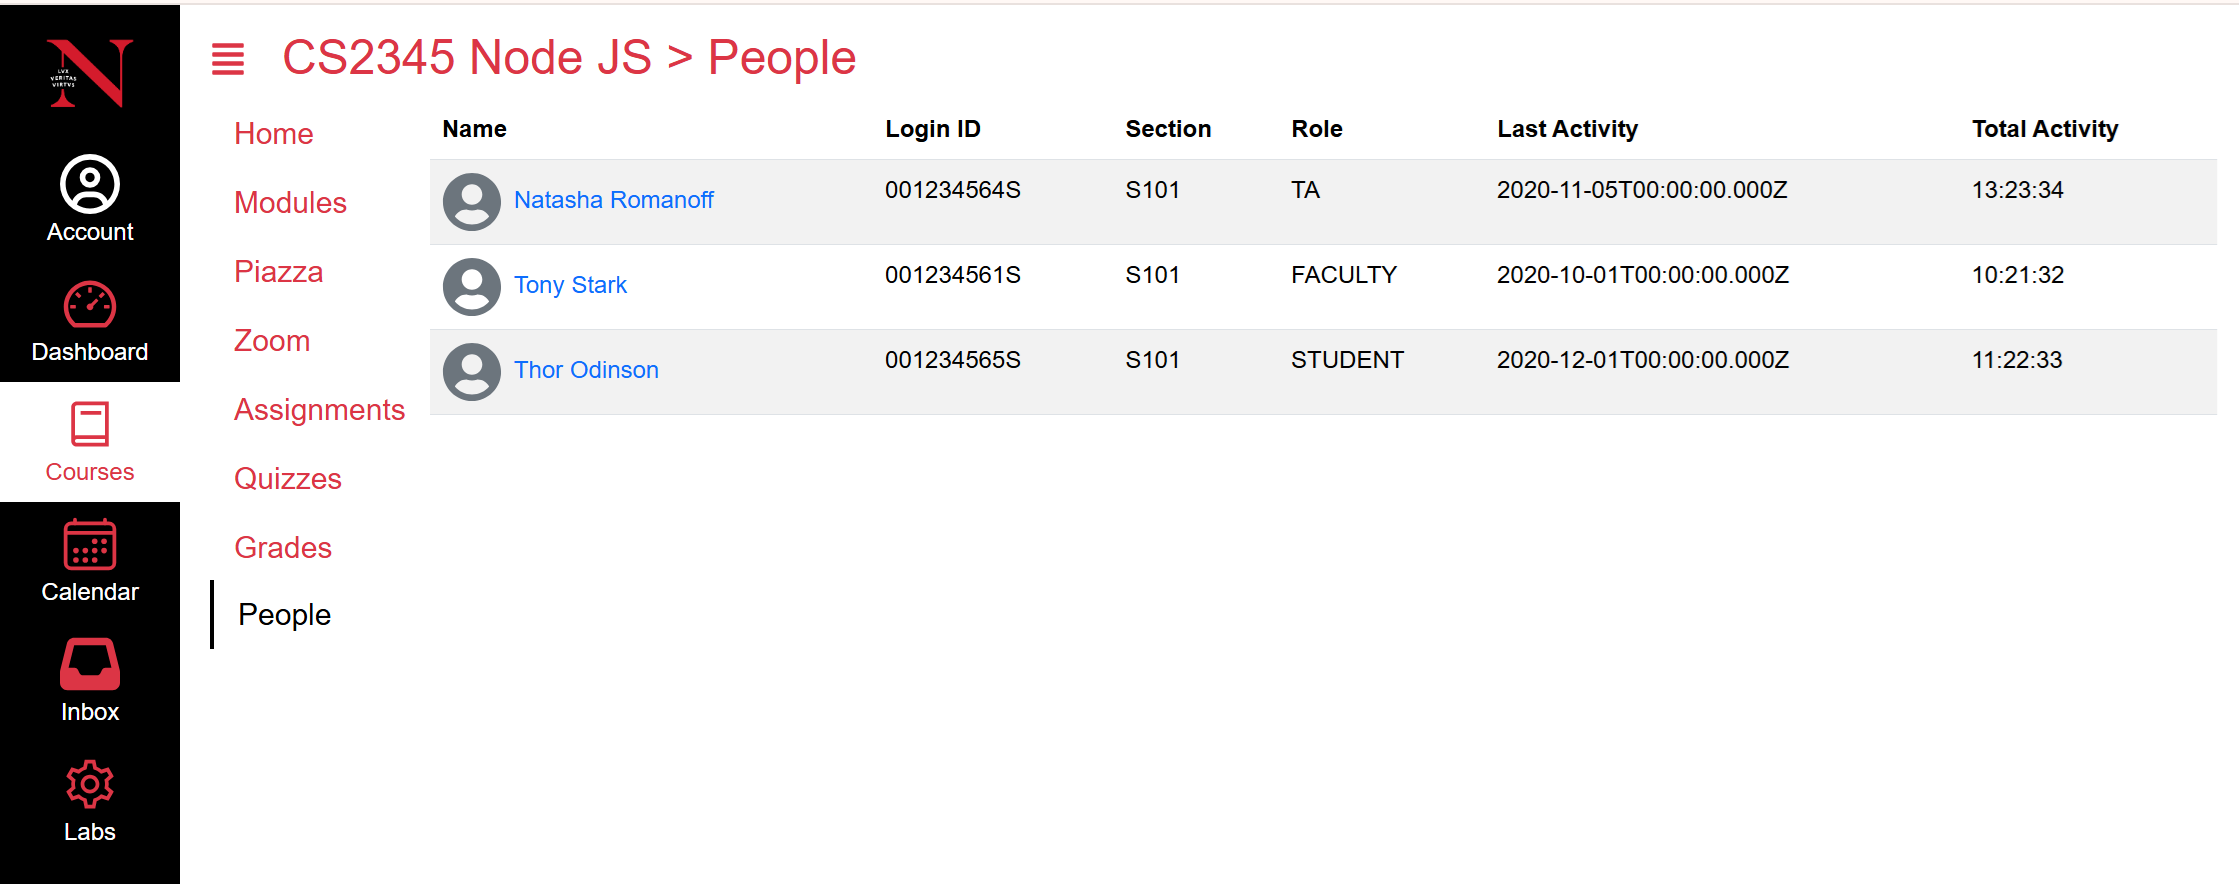 LVX
VERITAS
VIRTVS
Account
Dashboard
Courses
Calendar
Inbox
Labs
CS2345 Node JS > People
Home
Modules
Piazza
Zoom
Assignments
Quizzes
Grades
People
Name Login ID Section Role Last Activity Total Activity
Natasha Romanoff 001234564S S101 TA 2020-11-05T00:00:00.000Z 13:23:34
Tony Stark 001234561S S101 FACULTY 2020-10-01T00:00:00.000Z 10:21:32
Thor Odinson 001234565S S101 STUDENT 2020-12-01T00:00:00.000Z 11:22:33